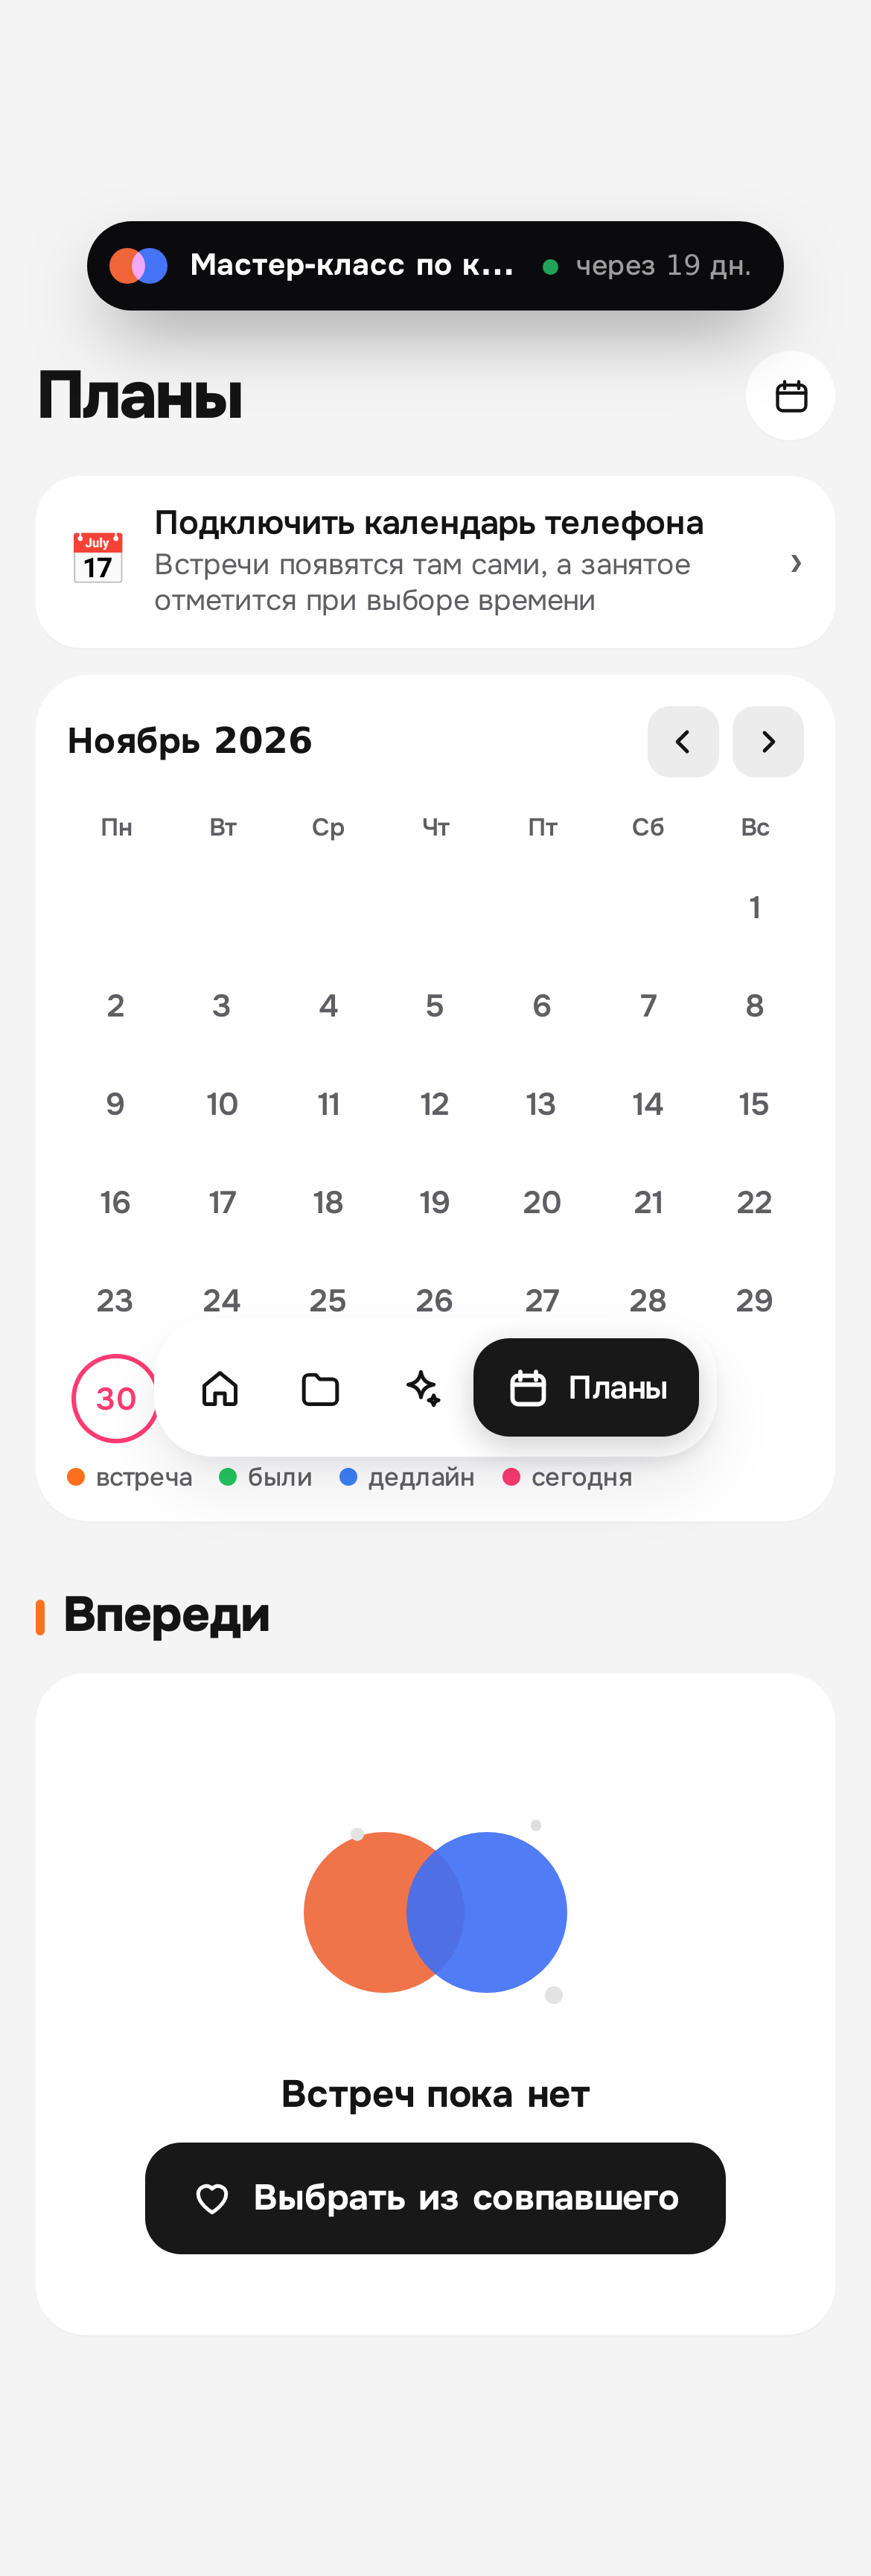 Мастер-класс по к... через 19 дн.
Планы
July
17
Подключить календарь телефона
Встречи появятся там сами, а занятое
отметится при выборе времени
Ноябрь 2026
Пн Вт Ср Чт Пт Сб Вс
1
2 3 4 5 6 7 8
9 10 11 12 13 14 15
16 17 18 19 20 21 22
23 24 25 26 27 28 29
30
Планы
встреча были дедлайн сегодня
Впереди
Встреч пока нет
Выбрать из совпавшего